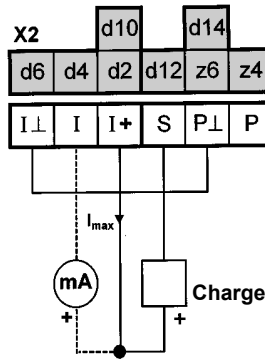 d10 d14
X2
d6 d4 d2 d12 z6 z4
I⊥ I I+ S P⊥ P
Imax
mA
Charge
+ +